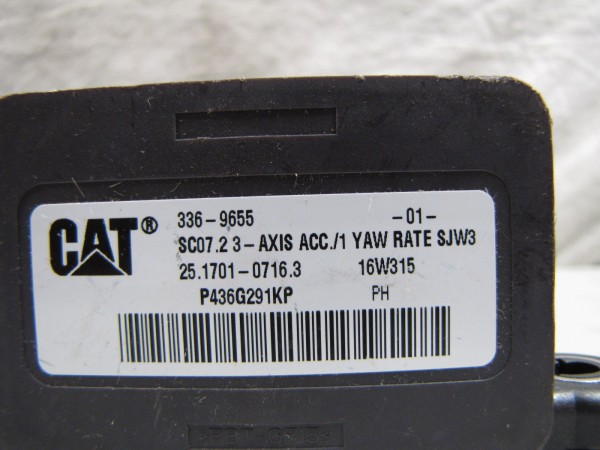 CAT®
336-9655 -01-
SC07.2 3-AXIS ACC./1 YAW RATE SJW3
25.1701-0716.3 16W315
P436G291KP PH